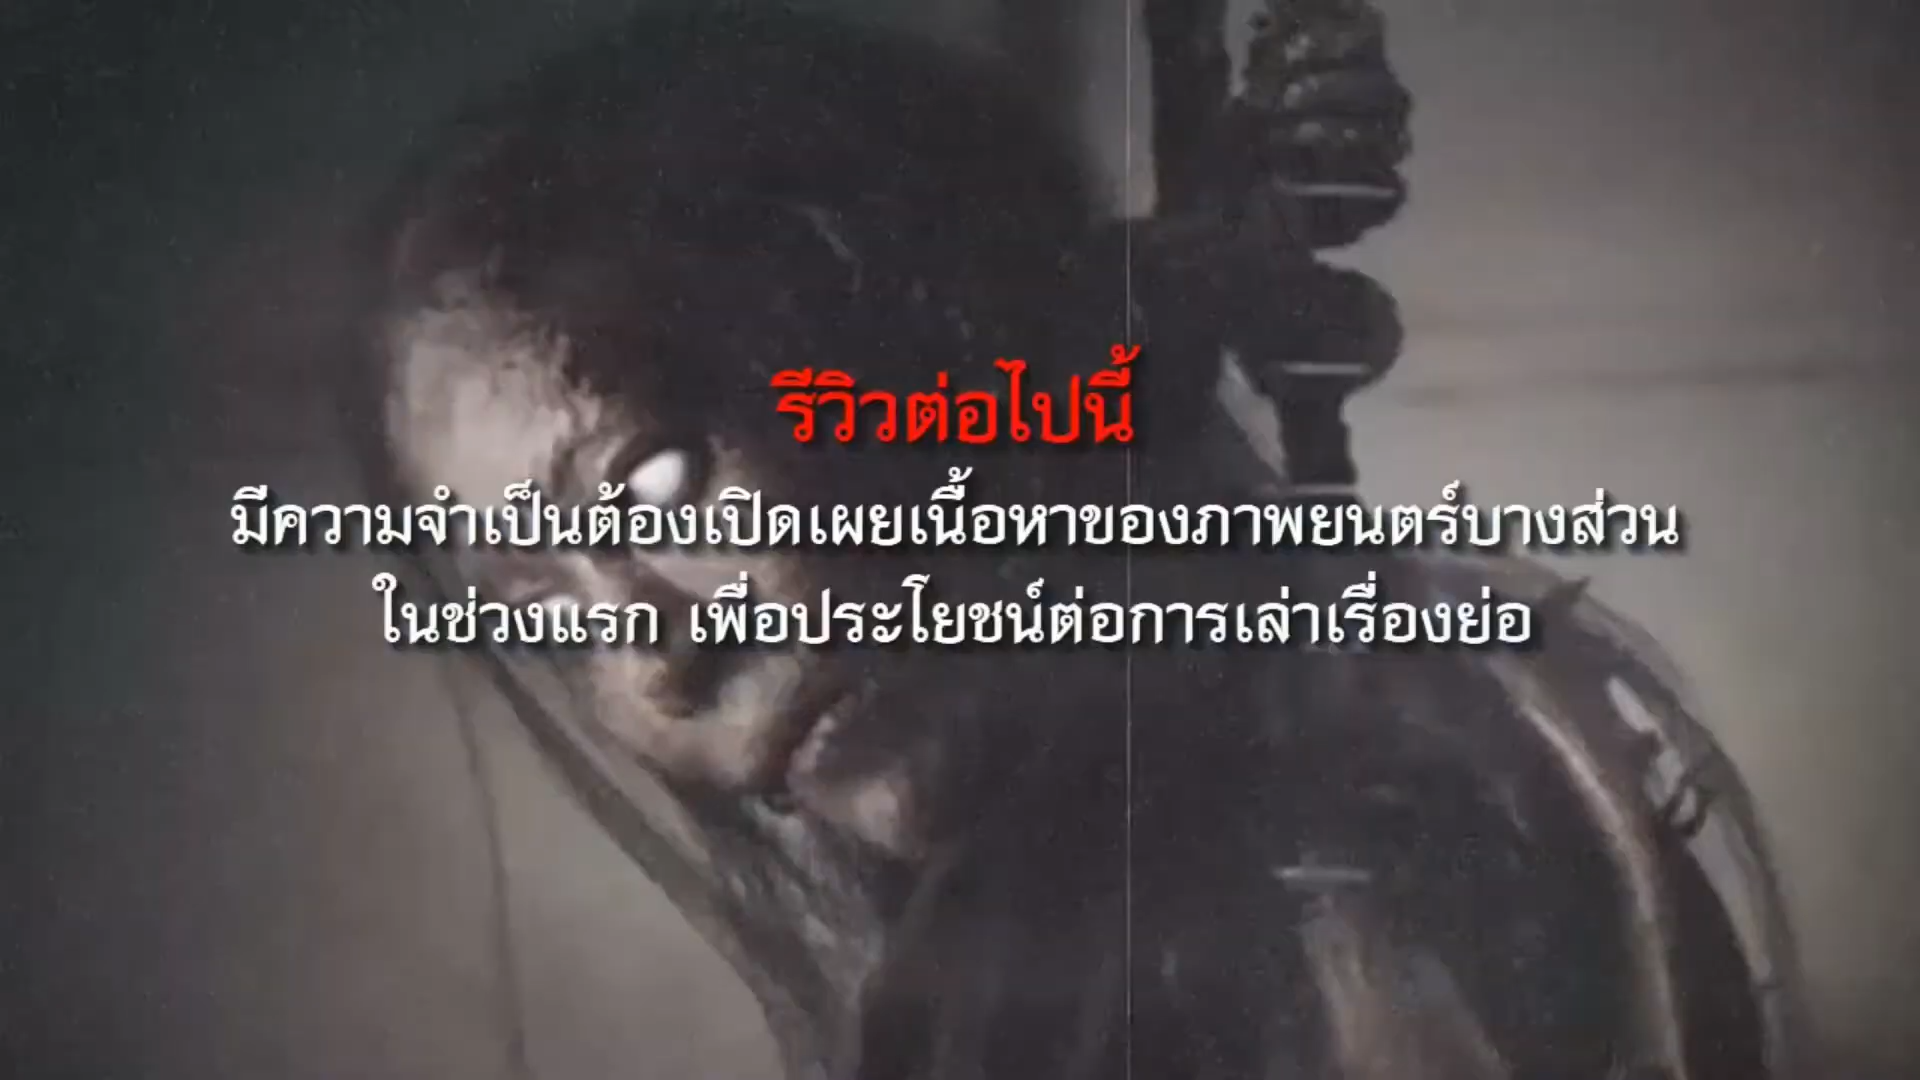 รีวิวต่อไปนี้
มีความจำเป็นต้องเปิดเผยเนื้อหาของภาพยนตร์บางส่วน
ในช่วงแรก เพื่อประโยชน์ต่อการเล่าเรื่องย่อ